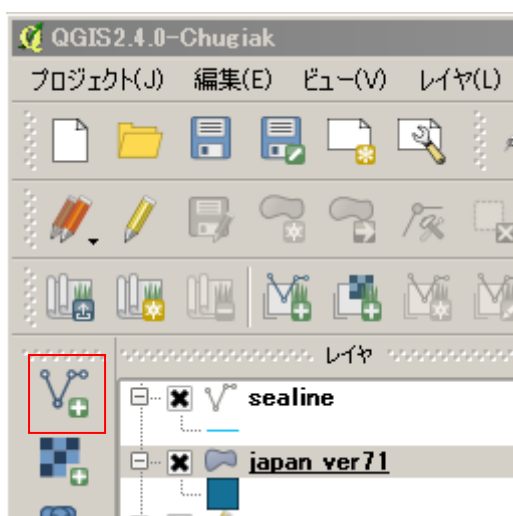 QGIS2.4.0-Chugiak
プロジェクト(J) 編集(E) ビュー(V) レイヤ(L)
レイヤ
sealine
japan_ver71